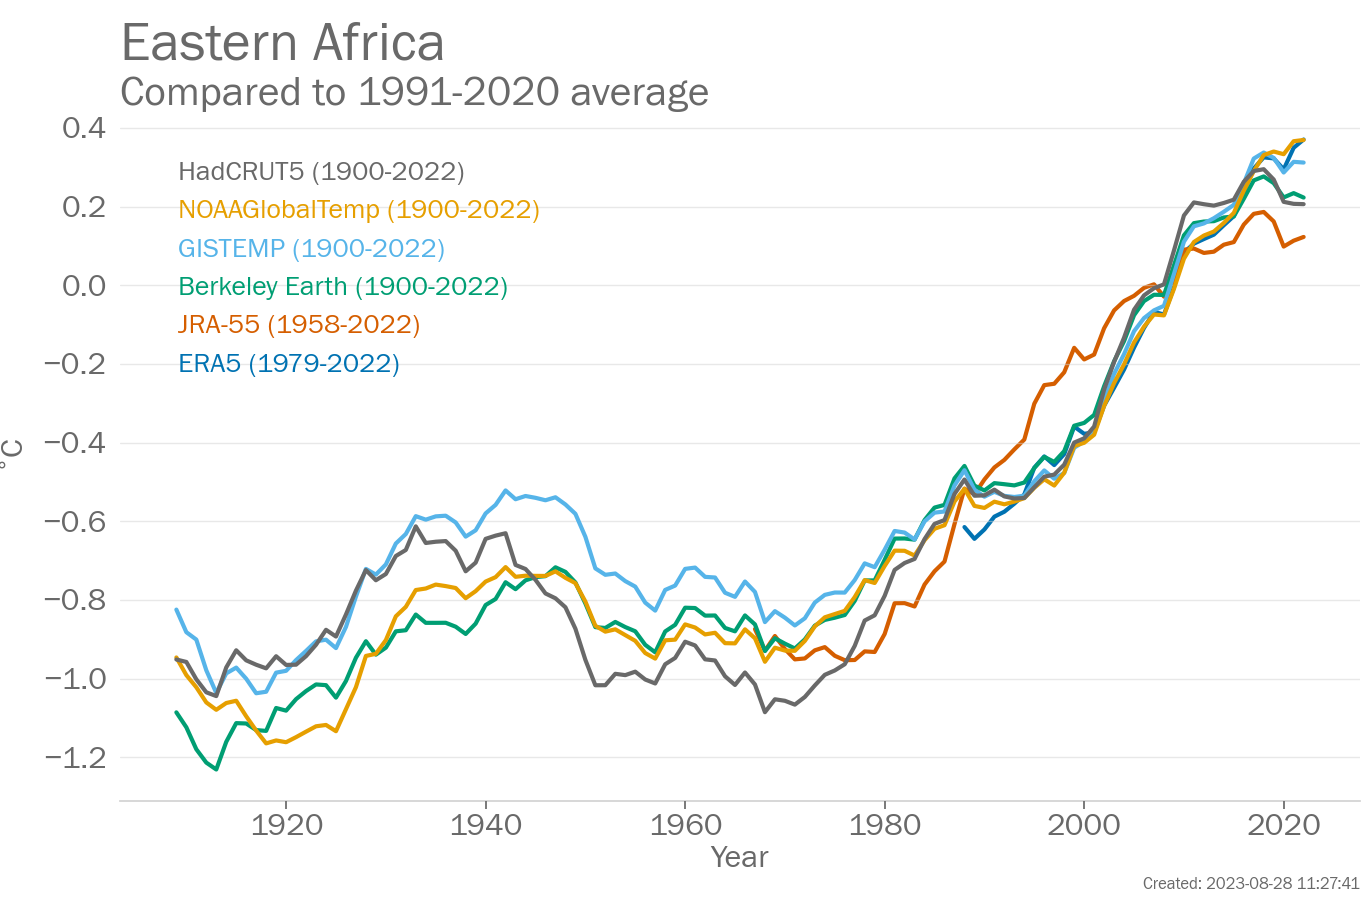 Eastern Africa
Compared to 1991-2020 average
0.4
0.2
0.0
−0.2
−0.4
−0.6
−0.8
−1.0
−1.2
°C
HadCRUT5 (1900-2022)
NOAAGlobalTemp (1900-2022)
GISTEMP (1900-2022)
Berkeley Earth (1900-2022)
JRA-55 (1958-2022)
ERA5 (1979-2022)
1920 1940 1960 1980 2000 2020
Year
Created: 2023-08-28 11:27:41